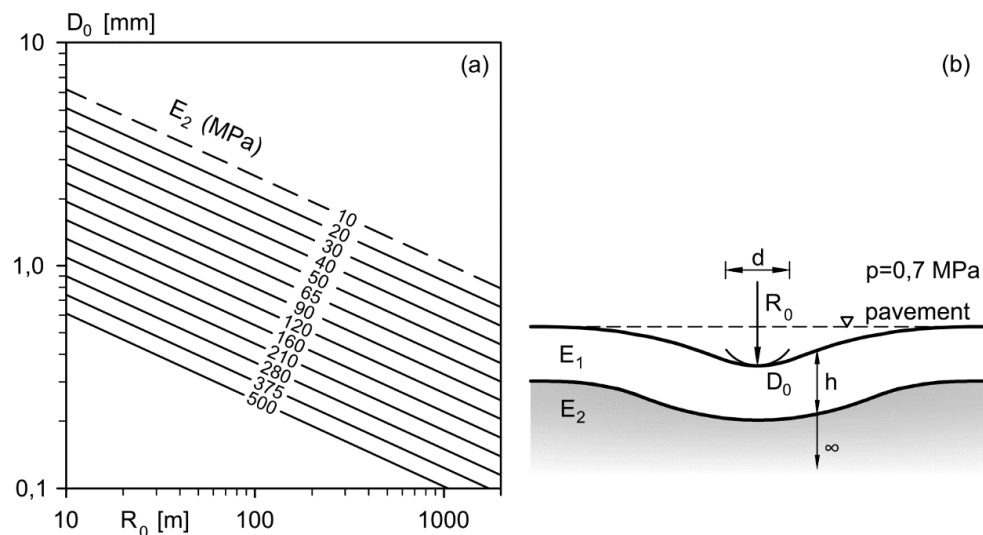 D₀ [mm]
10
1,0
0,1
(a)
E₂ (MPa)
10
20
30
40
50
65
90
120
160
210
280
375
500
10
R₀ [m]
100
1000
(b)
d
p=0,7 MPa
R₀
pavement
E₁
D₀
h
E₂
∞